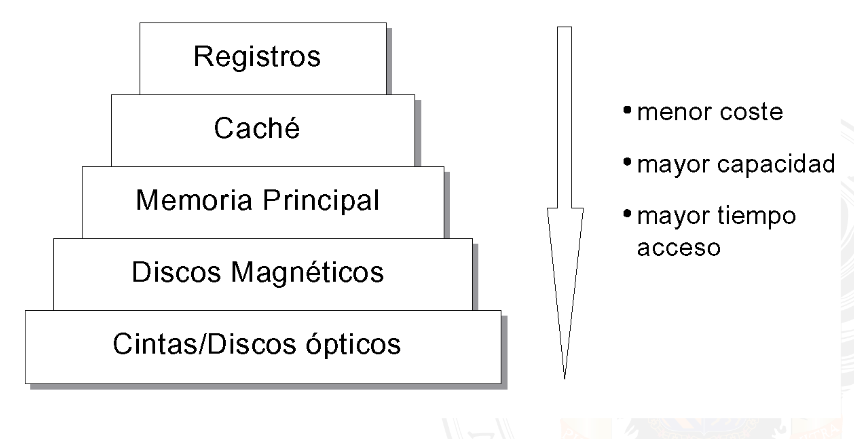 Registros
Caché
Memoria Principal
Discos Magnéticos
Cintas/Discos ópticos
• menor coste
• mayor capacidad
• mayor tiempo
acceso